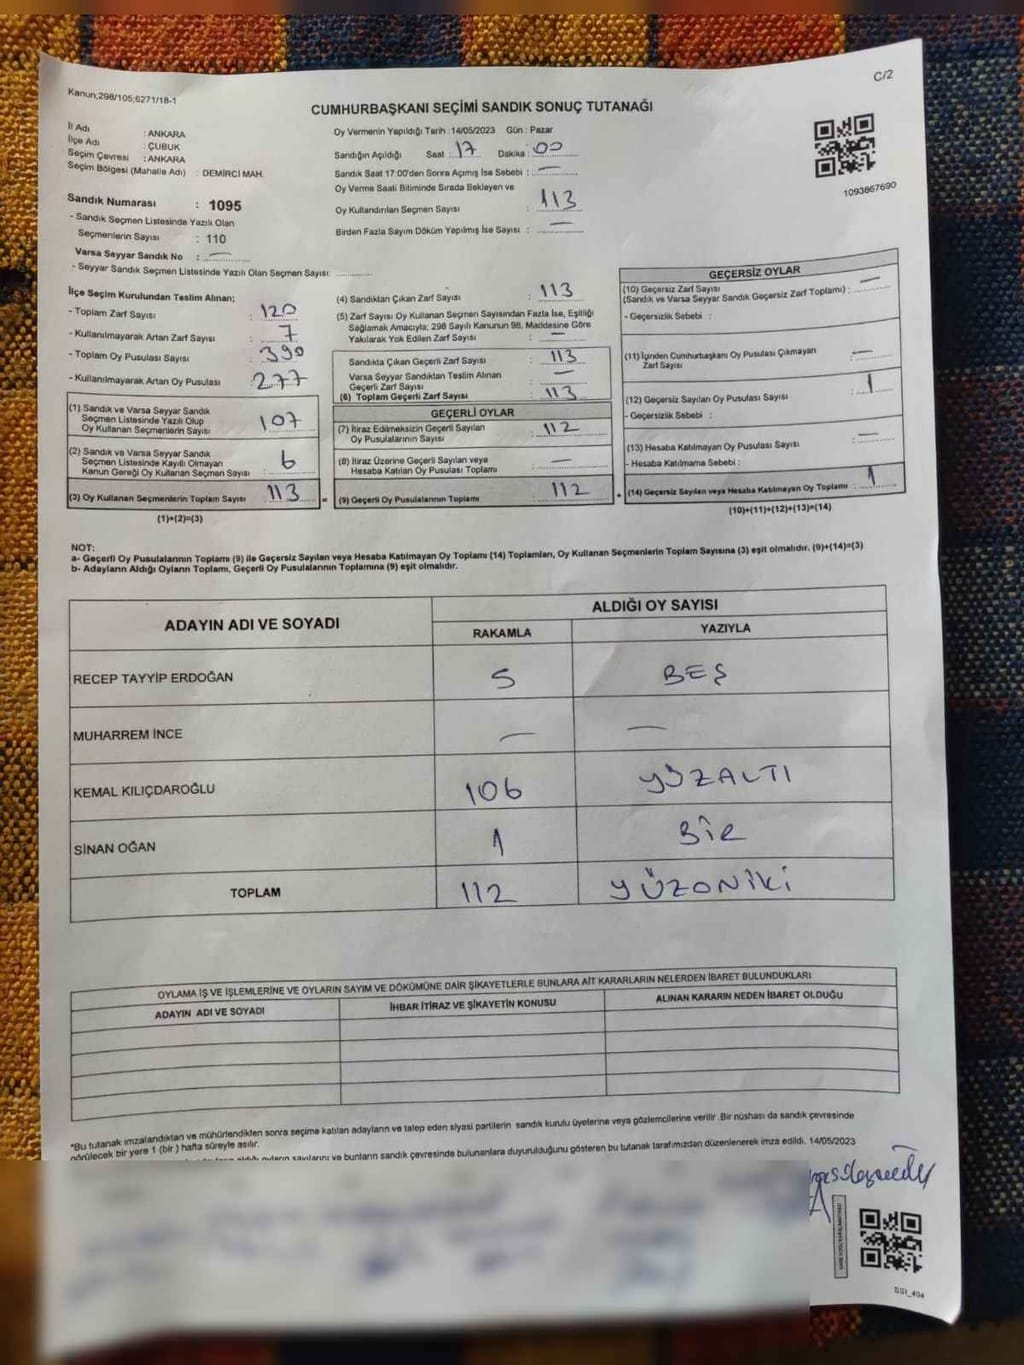 Kanun;298/105;6271/18-1
C/2
CUMHURBAŞKANI SEÇİMİ SANDIK SONUÇ TUTANAĞI
İl Adı : ANKARA
İlçe Adı : ÇUBUK
Seçim Çevresi : ANKARA
Seçim Bölgesi (Mahalle Adı) : DEMİRCİ MAH.
Sandık Numarası : 1095
- Sandık Seçmen Listesinde Yazılı Olan
Seçmenlerin Sayısı : 110
Varsa Seyyar Sandık No : —
- Seyyar Sandık Seçmen Listesinde Yazılı Olan Seçmen Sayısı:
Oy Vermenin Yapıldığı Tarih : 14/05/2023 Gün : Pazar
Sandığın Açıldığı Saat : 17 Dakika : 00
Sandık Saat 17:00'den Sonra Açımış İse Sebebi : —
Oy Verme Saati Bitiminde Sırada Bekleyen ve
Oy Kullandırılan Seçmen Sayısı : 113
Birden Fazla Sayım Döküm Yapılmış İse Sayısı : —
1093867690
İlçe Seçim Kurulundan Teslim Alınan;
- Toplam Zarf Sayısı : 120
- Kullanılmayarak Artan Zarf Sayısı : 7
- Toplam Oy Pusulası Sayısı : 390
- Kullanılmayarak Artan Oy Pusulası : 277
(1) Sandık ve Varsa Seyyar Sandık
Seçmen Listesinde Yazılı Olup
Oy Kullanan Seçmenlerin Sayısı : 107
(2) Sandık ve Varsa Seyyar Sandık
Seçmen Listesinde Kayıtlı Olmayan
Kanun Gereği Oy Kullanan Seçmen Sayısı : 6
(3) Oy Kullanan Seçmenlerin Toplam Sayısı : 113 =
(1)+(2)=(3)
(4) Sandıktan Çıkan Zarf Sayısı : 113
(5) Zarf Sayısı Oy Kullanan Seçmen Sayısından Fazla İse, Eşitliği
Sağlamak Amacıyla; 298 Sayılı Kanunun 98. Maddesine Göre
Yakılarak Yok Edilen Zarf Sayısı : —
Sandıkta Çıkan Geçerli Zarf Sayısı : 113
Varsa Seyyar Sandıktan Teslim Alınan
Geçerli Zarf Sayısı : —
(6) Toplam Geçerli Zarf Sayısı : 113
GEÇERLİ OYLAR
(7) İtiraz Edilmeksizin Geçerli Sayılan
Oy Pusulalarının Sayısı : 112
(8) İtiraz Üzerine Geçerli Sayılan veya
Hesaba Katılan Oy Pusulası Toplamı : —
(9) Geçerli Oy Pusulalarının Toplamı : 112 +
GEÇERSİZ OYLAR
(10) Geçersiz Zarf Sayısı
(Sandık ve Varsa Seyyar Sandık Geçersiz Zarf Toplamı) : —
- Geçersizlik Sebebi :
(11) İçinden Cumhurbaşkanı Oy Pusulası Çıkmayan
Zarf Sayısı : —
(12) Geçersiz Sayılan Oy Pusulası Sayısı : 1
- Geçersizlik Sebebi :
(13) Hesaba Katılmayan Oy Pusulası Sayısı : —
- Hesaba Katılmama Sebebi :
(14) Geçersiz Sayılan veya Hesaba Katılmayan Oy Toplamı : 1
(10)+(11)+(12)+(13)=(14)
NOT:
a- Geçerli Oy Pusulalarının Toplamı (9) ile Geçersiz Sayılan veya Hesaba Katılmayan Oy Toplamı (14) Toplamları, Oy Kullanan Seçmenlerin Toplam Sayısına (3) eşit olmalıdır. (9)+(14)=(3)
b- Adayların Aldığı Oyların Toplamı, Geçerli Oy Pusulalarının Toplamına (9) eşit olmalıdır.
ADAYIN ADI VE SOYADI
ALDIĞI OY SAYISI
RAKAMLA YAZIYLA
RECEP TAYYİP ERDOĞAN 5 BEŞ
MUHARREM İNCE — —
KEMAL KILIÇDAROĞLU 106 YÜZALTI
SİNAN OĞAN 1 BİR
TOPLAM 112 YÜZONİKİ
OYLAMA İŞ VE İŞLEMLERİNE VE OYLARIN SAYIM VE DÖKÜMÜNE DAİR ŞİKAYETLERLE BUNLARA AİT KARARLARIN NELERDEN İBARET BULUNDUKLARI
ADAYIN ADI VE SOYADI İHBAR İTİRAZ VE ŞİKAYETİN KONUSU ALINAN KARARIN NEDEN İBARET OLDUĞU
*Bu tutanak imzalandıktan ve mühürlendikten sonra seçime katılan adayların ve talep eden siyasi partilerin sandık kurulu üyelerine veya gözlemcilerine verilir .Bir nüshası da sandık çevresinde
görülecek bir yere 1 (bir ) hafta süreyle asılır.
oyların sayılarını ve bunların sandık çevresinde bulunanlara duyurulduğunu gösteren bu tutanak tarafımızdan düzenlenerek imza edildi. 14/05/2023
SSI_404